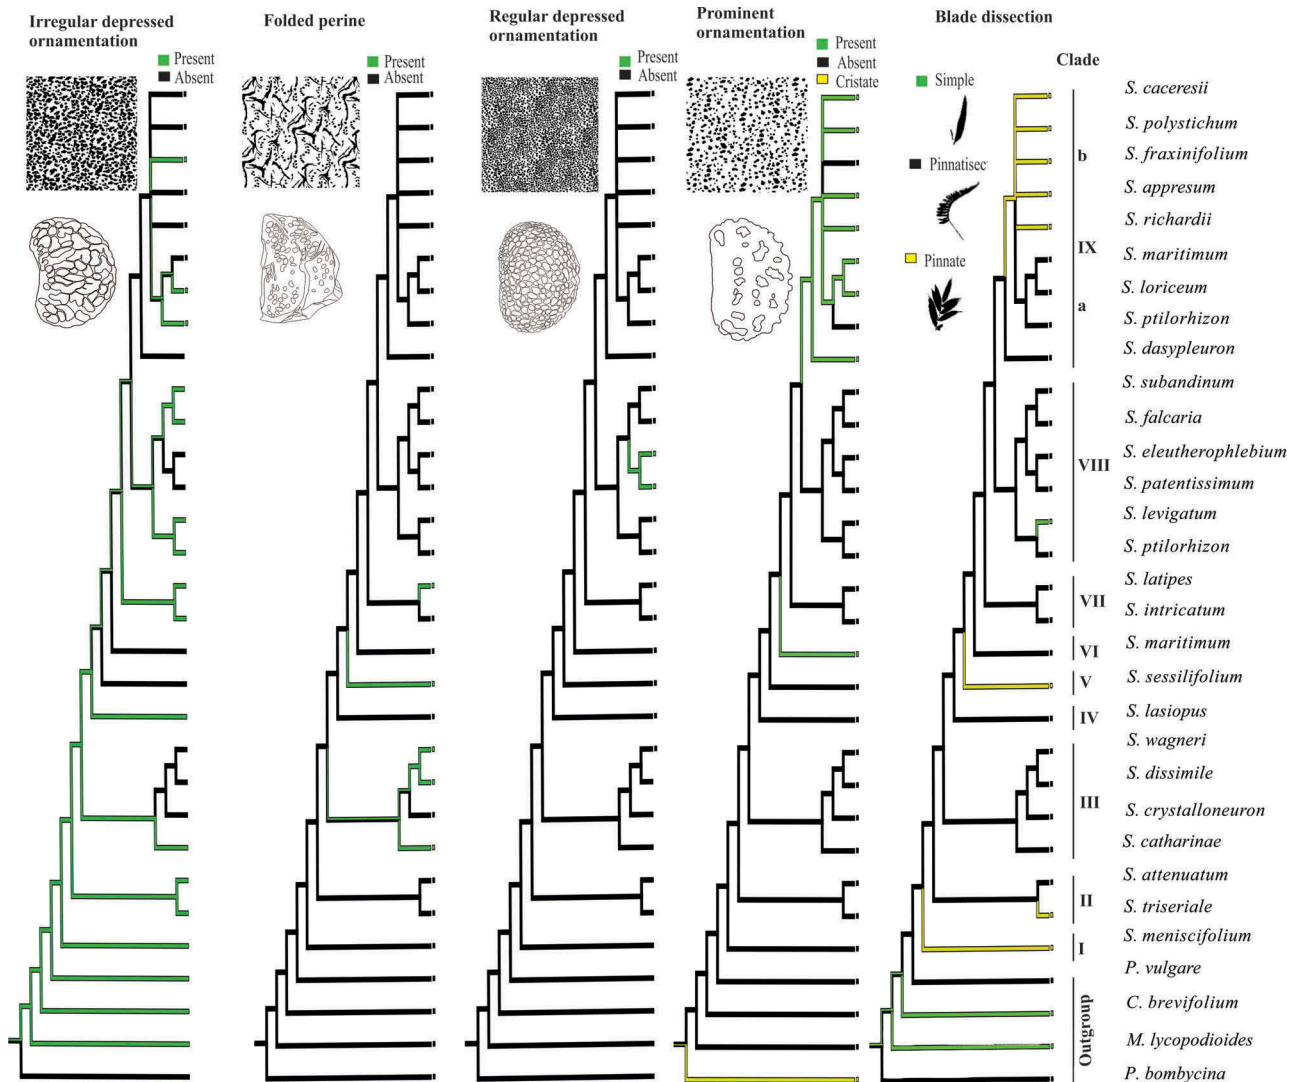 Irregular depressed
ornamentation
Present
Absent
Folded perine
Present
Absent
Regular depressed
ornamentation
Present
Absent
Prominent
ornamentation
Present
Absent
Cristate
Blade dissection
Simple
Pinnatisec
Pinnate
Clade
b
IX
a
VIII
VII
VI
V
IV
III
II
I
Outgroup
S. caceresii
S. polystichum
S. fraxinifolium
S. appresum
S. richardii
S. maritimum
S. loriceum
S. ptilorhizon
S. dasypleuron
S. subandinum
S. falcaria
S. eleutherophlebium
S. patentissimum
S. levigatum
S. ptilorhizon
S. latipes
S. intricatum
S. maritimum
S. sessilifolium
S. lasiopus
S. wagneri
S. dissimile
S. crystalloneuron
S. catharinae
S. attenuatum
S. triseriale
S. meniscifolium
P. vulgare
C. brevifolium
M. lycopodioides
P. bombycina